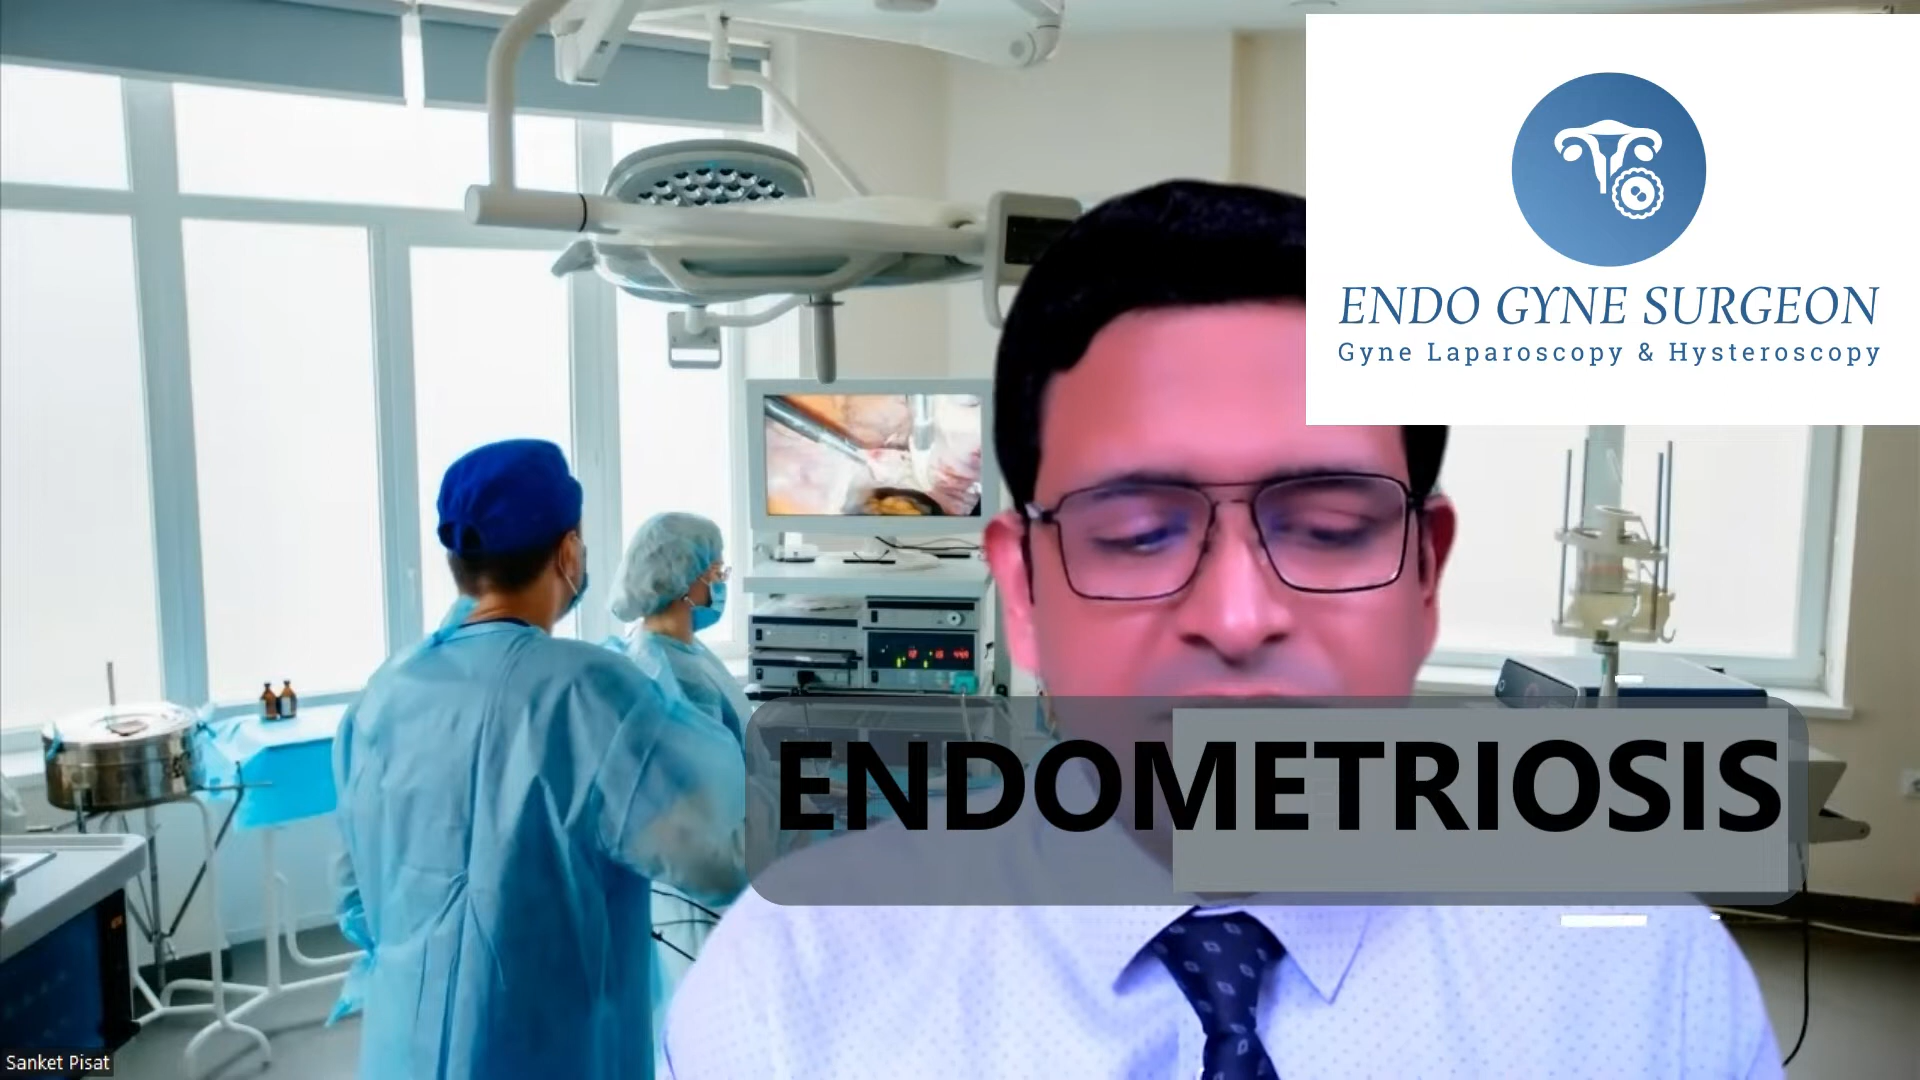 ENDO GYNE SURGEON
Gyne Laparoscopy & Hysteroscopy
ENDOMETRIOSIS
Sanket Pisat